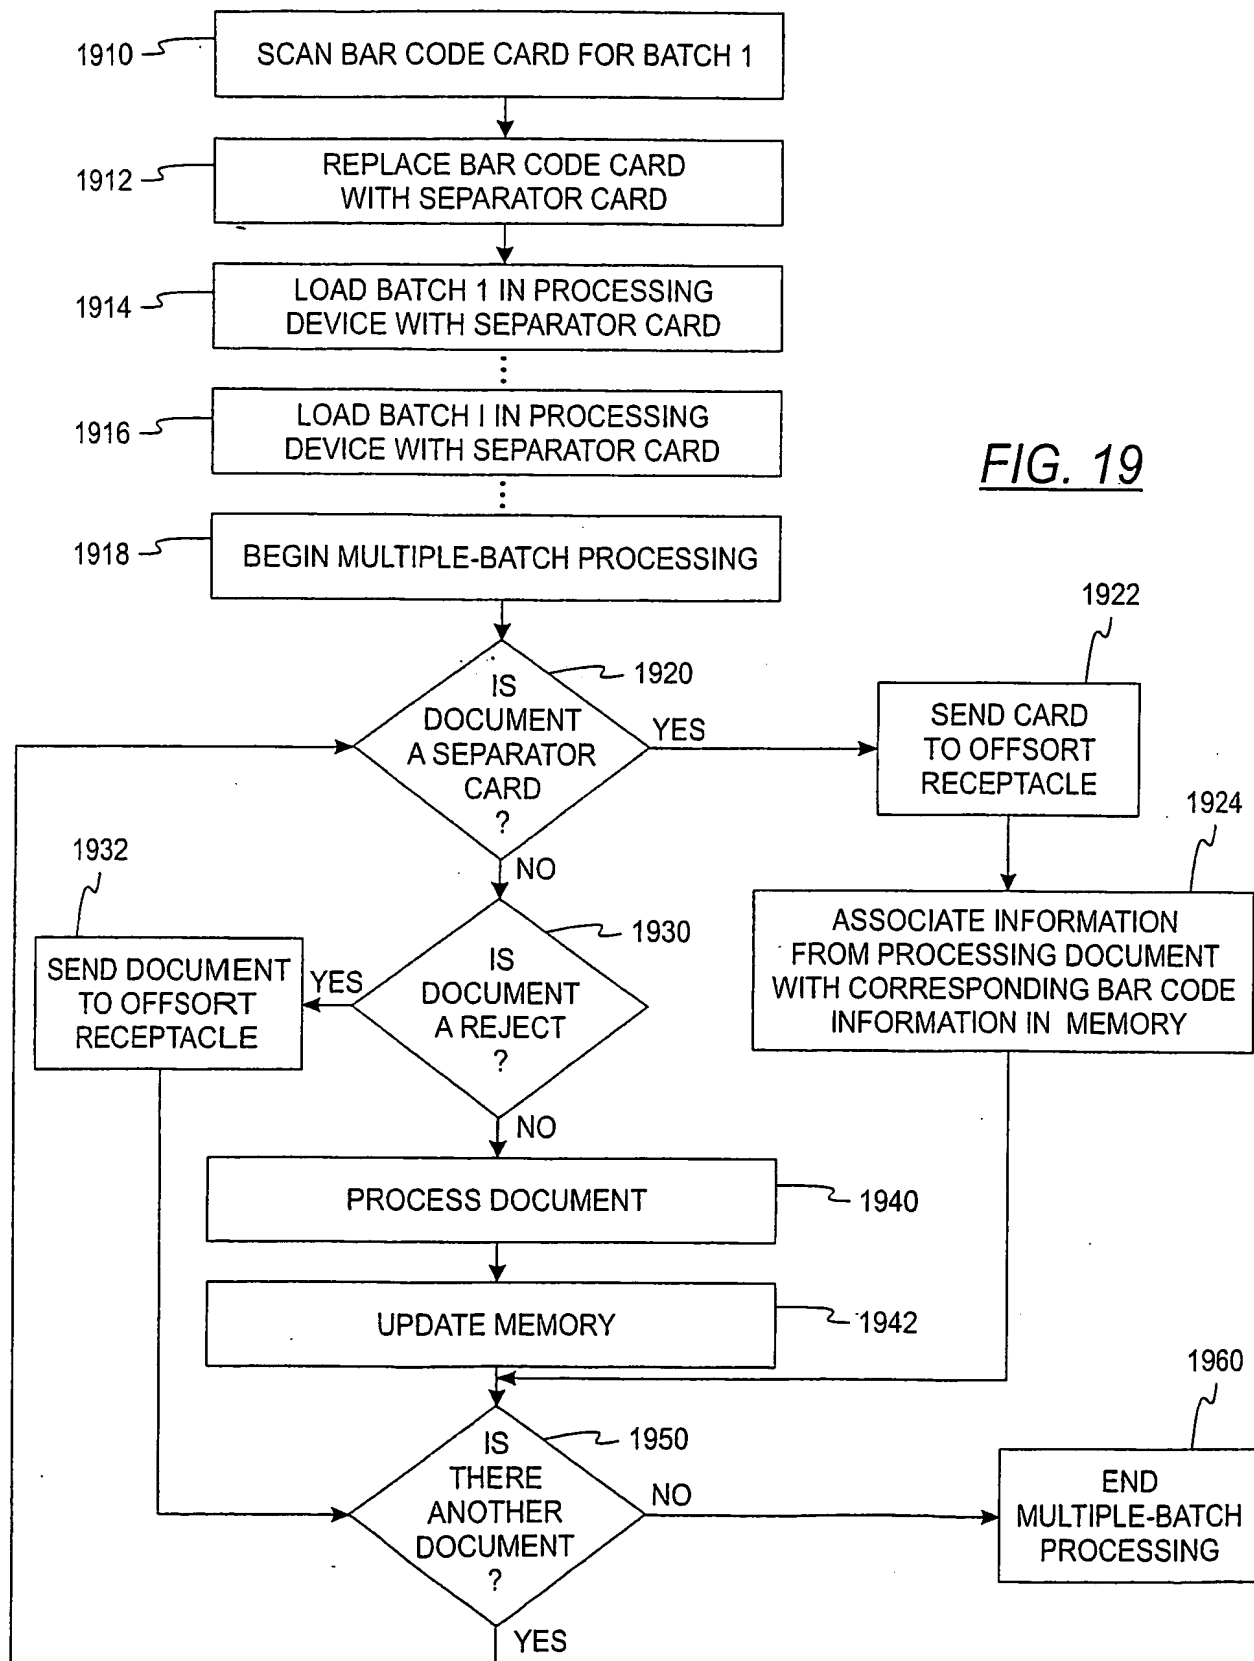 1910
SCAN BAR CODE CARD FOR BATCH 1
1912
REPLACE BAR CODE CARD
WITH SEPARATOR CARD
1914
LOAD BATCH 1 IN PROCESSING
DEVICE WITH SEPARATOR CARD
1916
LOAD BATCH I IN PROCESSING
DEVICE WITH SEPARATOR CARD
FIG. 19
1918
BEGIN MULTIPLE-BATCH PROCESSING
1920
IS
DOCUMENT
A SEPARATOR
CARD
?
YES
NO
1922
SEND CARD
TO OFFSORT
RECEPTACLE
1924
ASSOCIATE INFORMATION
FROM PROCESSING DOCUMENT
WITH CORRESPONDING BAR CODE
INFORMATION IN MEMORY
1930
IS
DOCUMENT
A REJECT
?
YES
NO
1932
SEND DOCUMENT
TO OFFSORT
RECEPTACLE
PROCESS DOCUMENT
1940
UPDATE MEMORY
1942
1950
IS
THERE
ANOTHER
DOCUMENT
?
NO
YES
1960
END
MULTIPLE-BATCH
PROCESSING